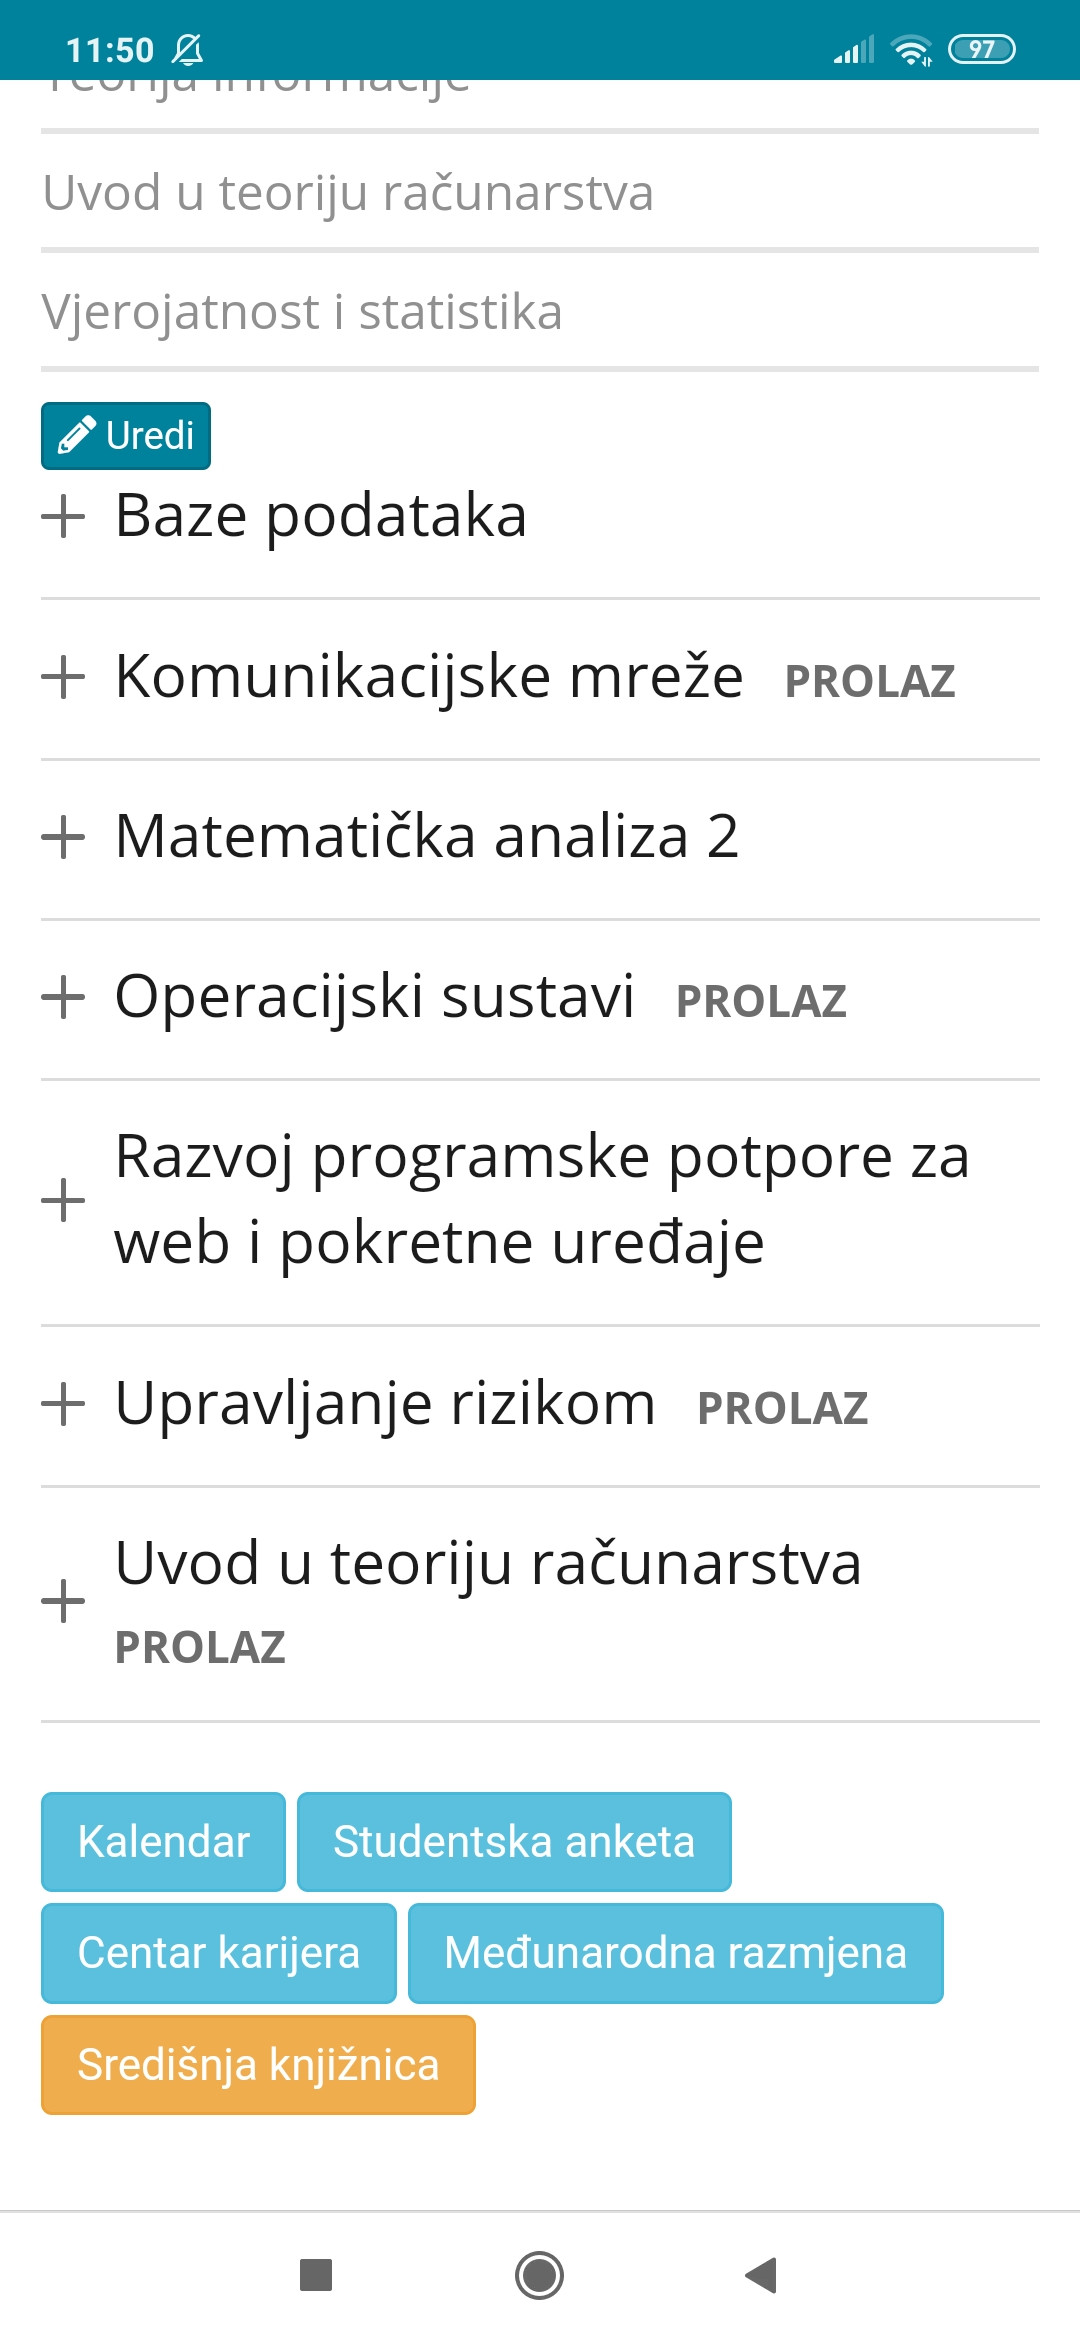 11:50
97
Teorija informacije
Uvod u teoriju računarstva
Vjerojatnost i statistika
Uredi
Baze podataka
Komunikacijske mreže PROLAZ
Matematička analiza 2
Operacijski sustavi PROLAZ
Razvoj programske potpore za
web i pokretne uređaje
Upravljanje rizikom PROLAZ
Uvod u teoriju računarstva
PROLAZ
Kalendar
Studentska anketa
Centar karijera
Međunarodna razmjena
Središnja knjižnica